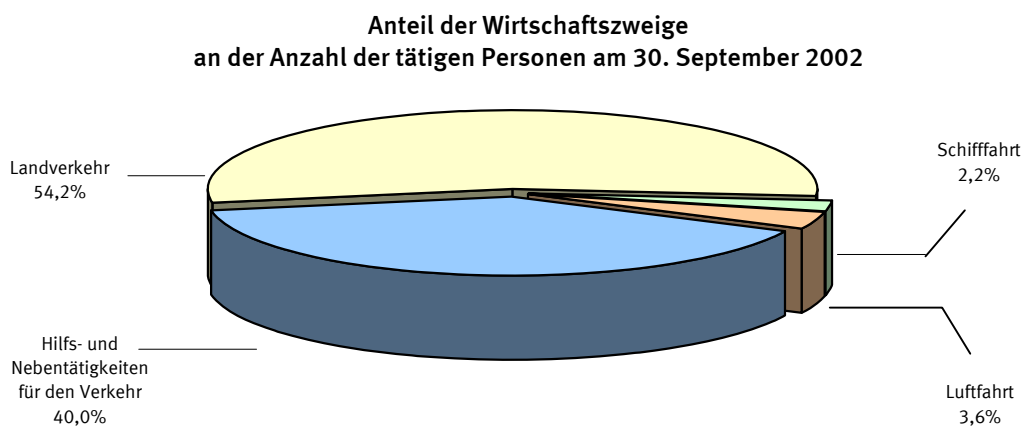 Anteil der Wirtschaftszweige
an der Anzahl der tätigen Personen am 30. September 2002
Landverkehr
54,2%
Schifffahrt
2,2%
Hilfs- und
Nebentätigkeiten
für den Verkehr
40,0%
Luftfahrt
3,6%